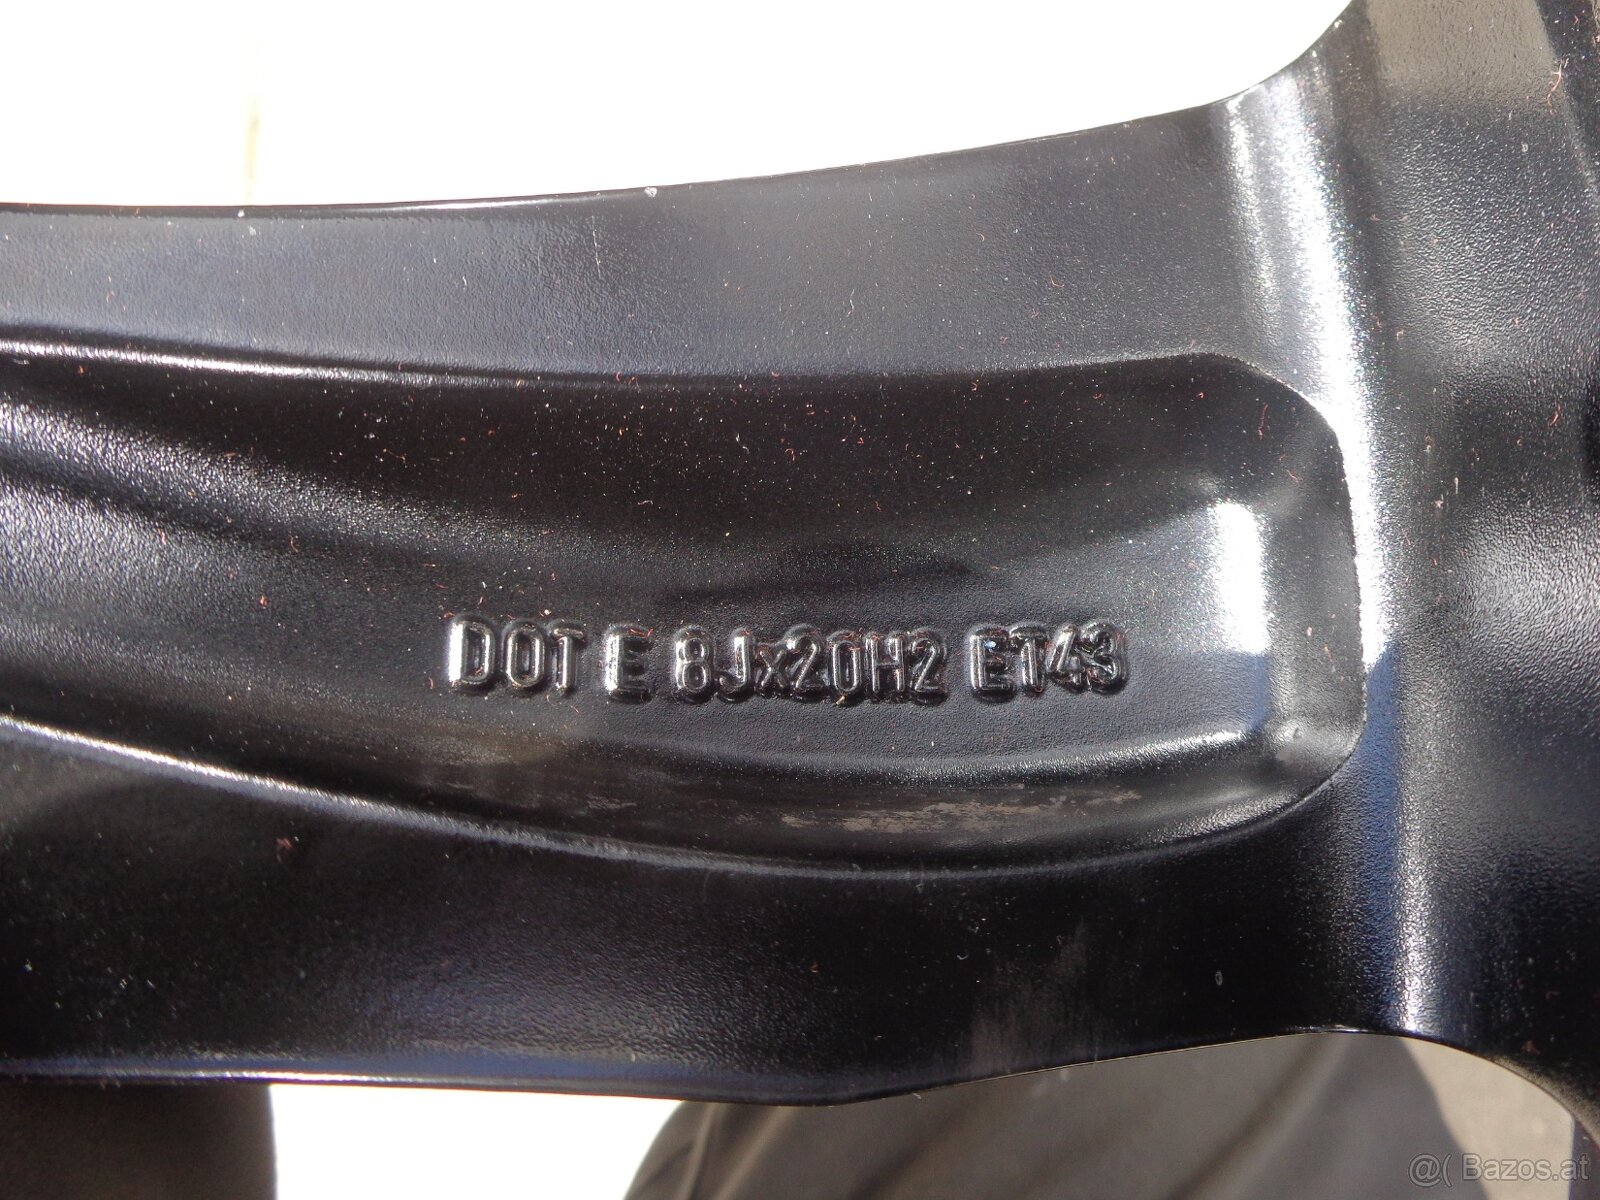 DOT E 8Jx20H2 ET43
@( Bazos.at